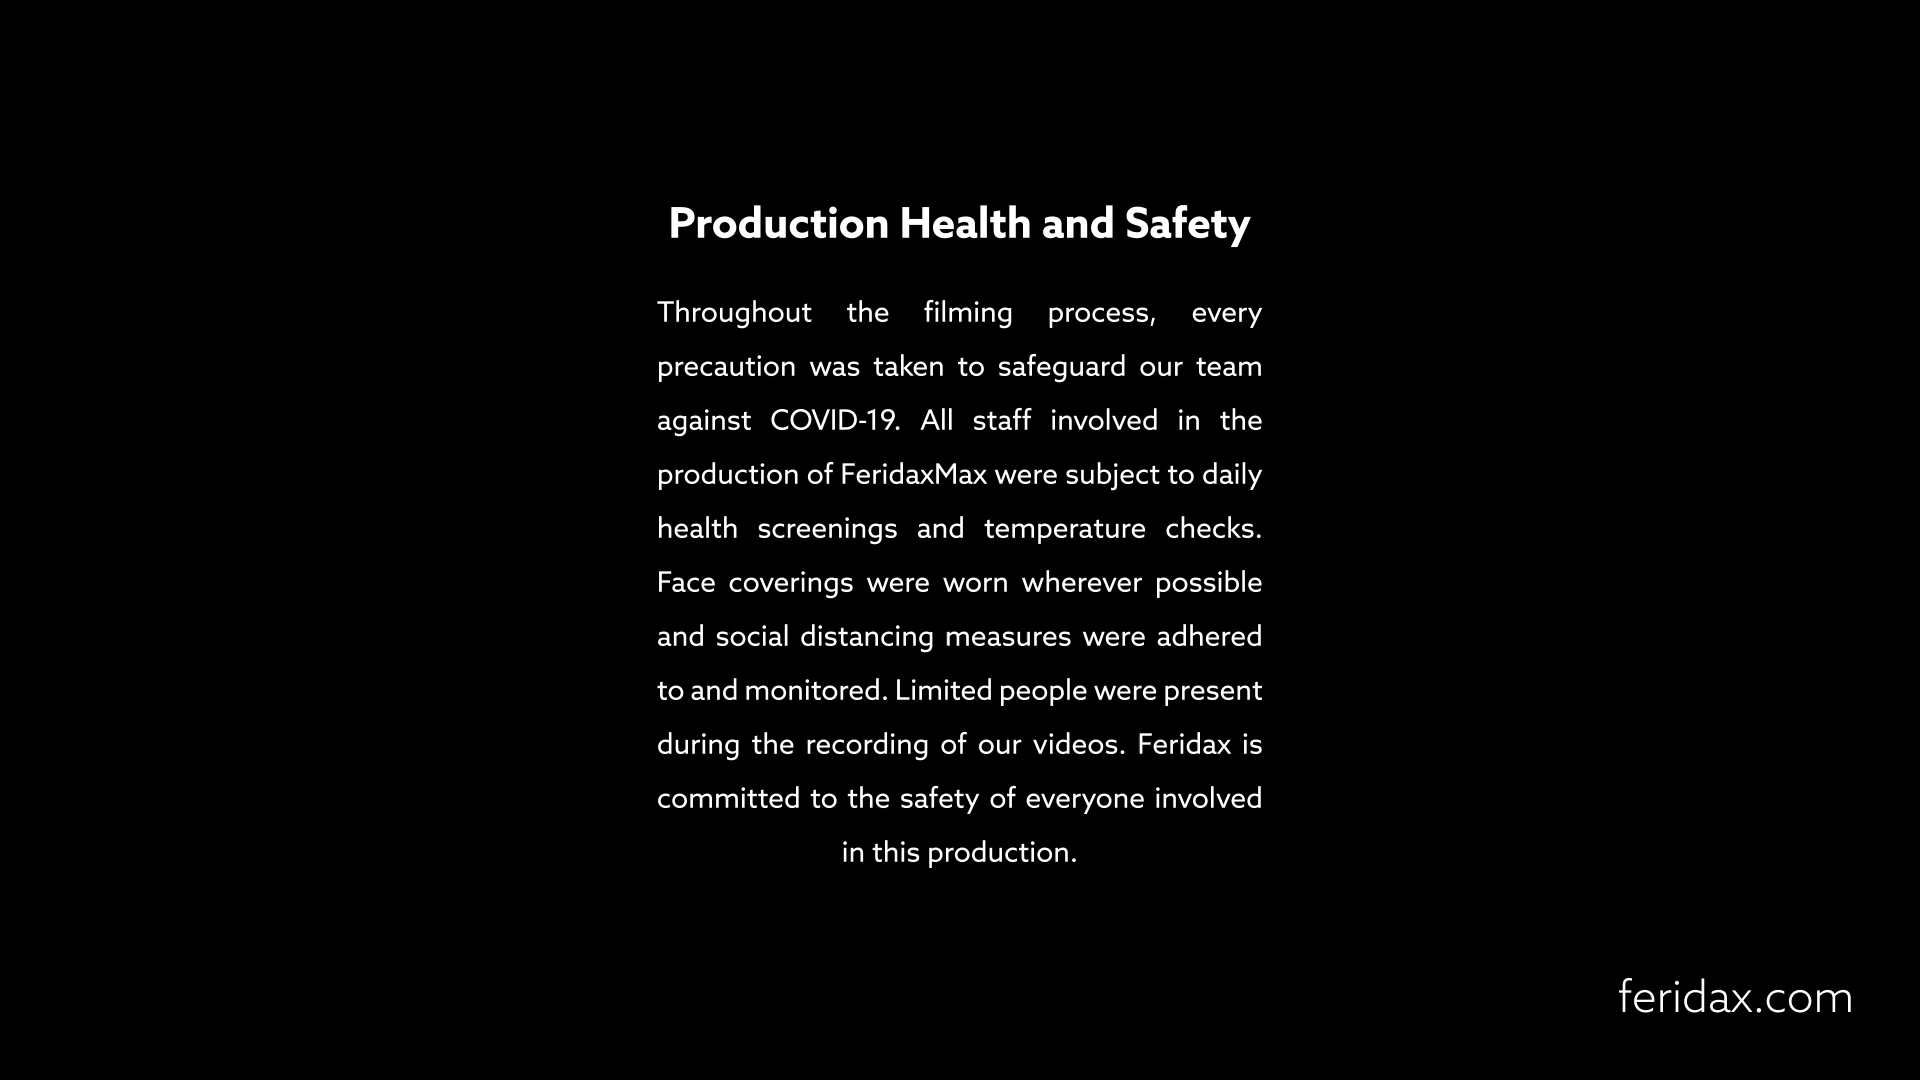 Production Health and Safety
Throughout the filming process, every
precaution was taken to safeguard our team
against COVID-19. All staff involved in the
production of FeridaxMax were subject to daily
health screenings and temperature checks.
Face coverings were worn wherever possible
and social distancing measures were adhered
to and monitored. Limited people were present
during the recording of our videos. Feridax is
committed to the safety of everyone involved
in this production.
feridax.com